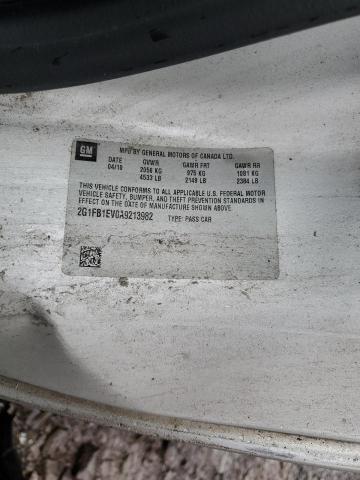 GM
MFD BY GENERAL MOTORS OF CANADA LTD.
DATE GVWR GAWR FRT GAWR RR
04/10 2056 KG 975 KG 1081 KG
4533 LB 2149 LB 2384 LB
THIS VEHICLE CONFORMS TO ALL APPLICABLE U.S. FEDERAL MOTOR
VEHICLE SAFETY, BUMPER, AND THEFT PREVENTION STANDARDS
IN EFFECT ON THE DATE OF MANUFACTURE SHOWN ABOVE.
2G1FB1EV0A9213982
TYPE: PASS CAR